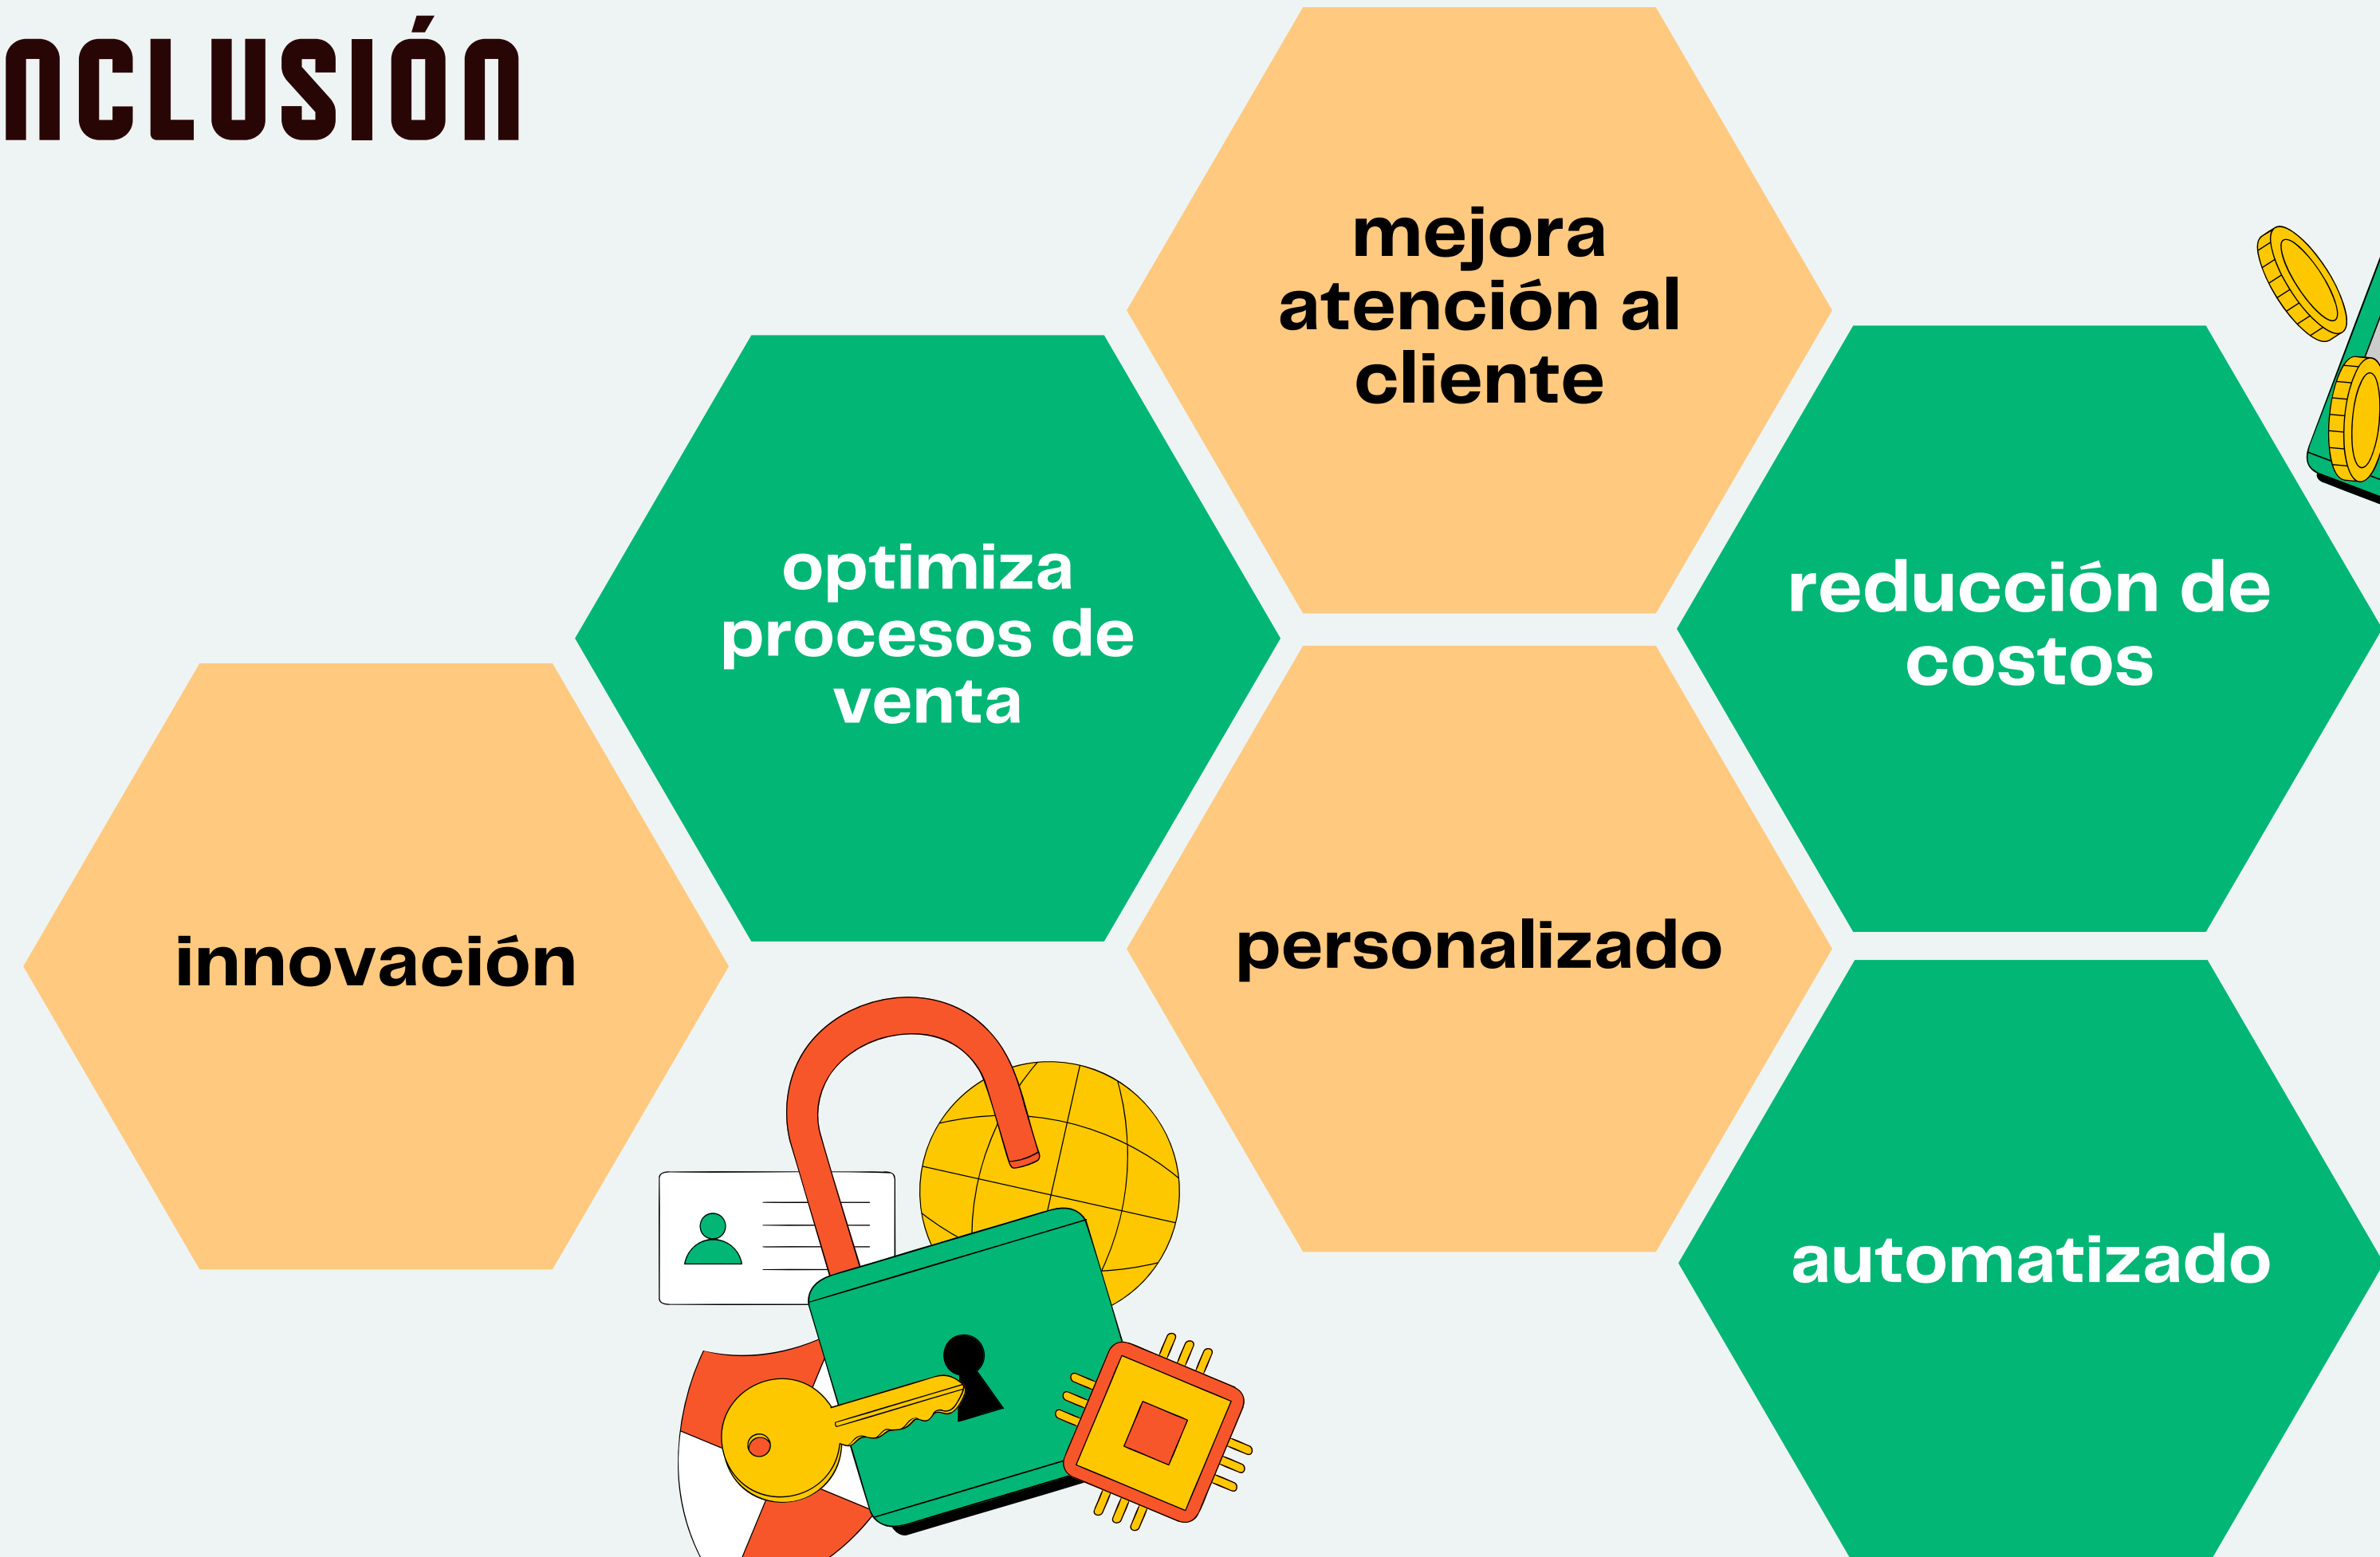 NCLUSIÓN
mejora
atención al
cliente
optimiza
procesos de
venta
reducción de
costos
innovación
personalizado
automatizado